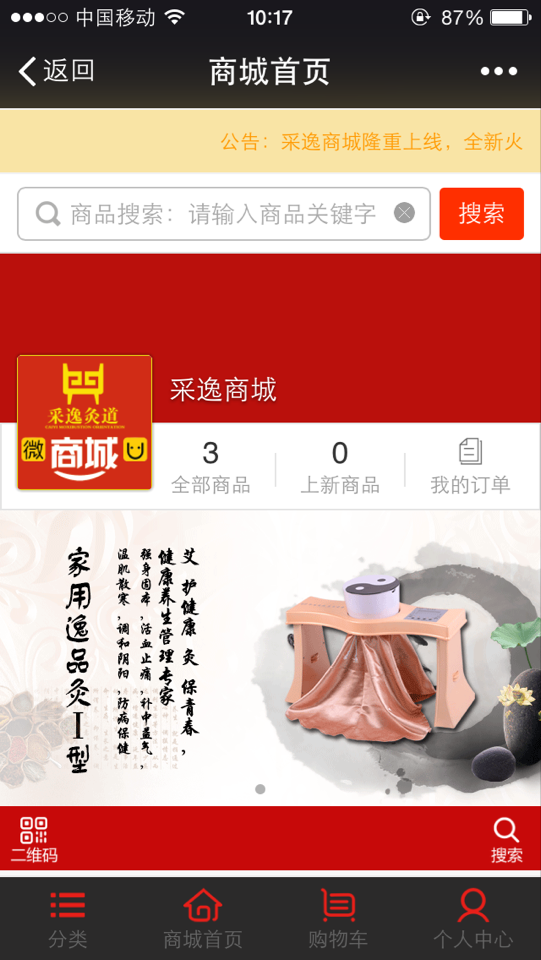 中国移动 10:17 87%
返回 商城首页
公告：采逸商城隆重上线，全新火
商品搜索：请输入商品关键字 搜索
采逸灸道
微商城
采逸商城
3 0
全部商品 上新商品 我的订单
艾护健康灸保青春，
健康养生管理专家
强身固本，活血止痛，补中益气，
温肌散寒，调和阴阳，防病保健
家用逸品灸I型
二维码 搜索
分类 商城首页 购物车 个人中心